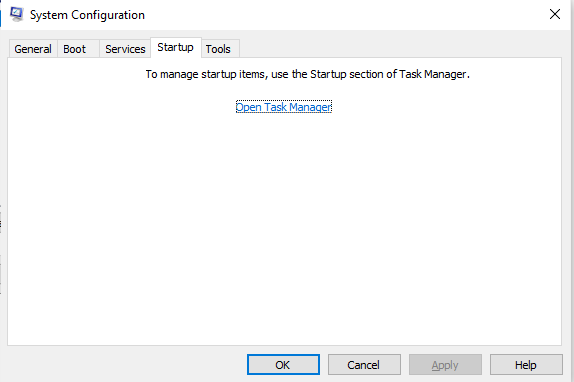 System Configuration
General Boot Services Startup Tools
To manage startup items, use the Startup section of Task Manager.
Open Task Manager
OK Cancel Apply Help